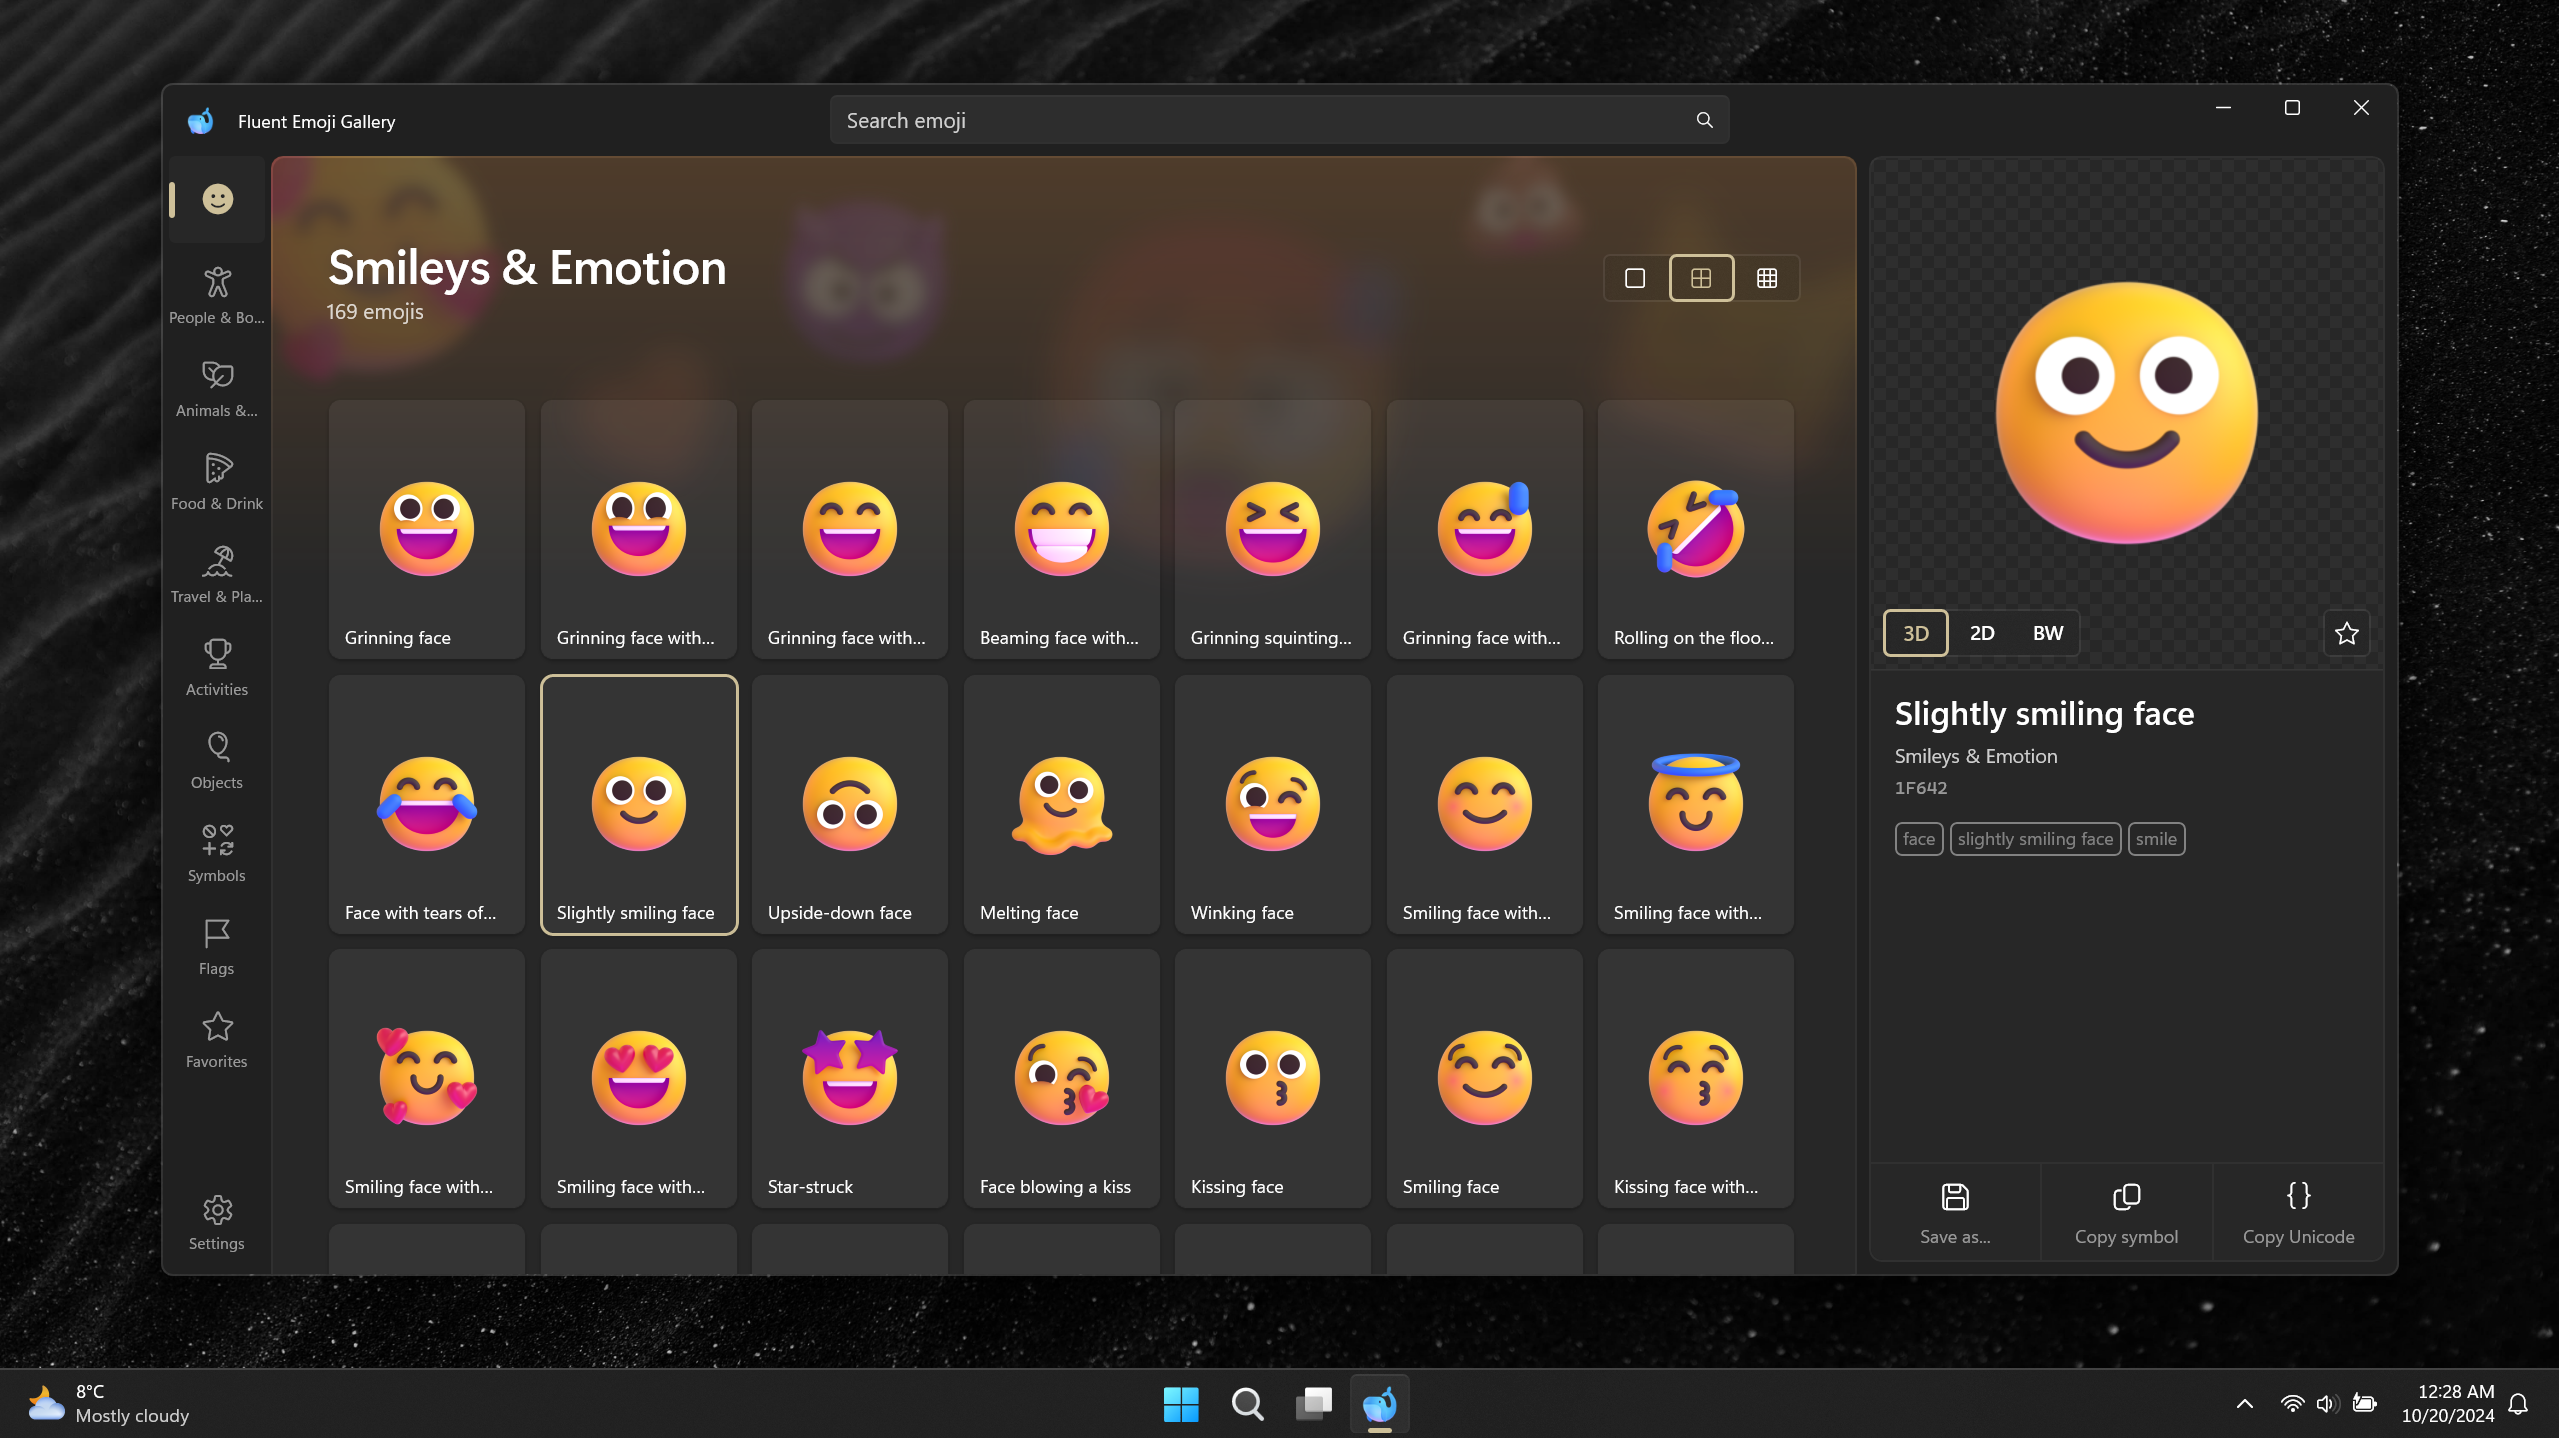 Fluent Emoji Gallery
Search emoji
People & Bo...
Animals &...
Food & Drink
Travel & Pla...
Activities
Objects
Symbols
Flags
Favorites
Settings
Smileys & Emotion
169 emojis
Grinning face
Grinning face with...
Grinning face with...
Beaming face with...
Grinning squinting...
Grinning face with...
Rolling on the floo...
Face with tears of...
Slightly smiling face
Upside-down face
Melting face
Winking face
Smiling face with...
Smiling face with...
Smiling face with...
Smiling face with...
Star-struck
Face blowing a kiss
Kissing face
Smiling face
Kissing face with...
3D 2D BW
Slightly smiling face
Smileys & Emotion
1F642
face slightly smiling face smile
Save as...
Copy symbol
Copy Unicode
8°C
Mostly cloudy
12:28 AM
10/20/2024